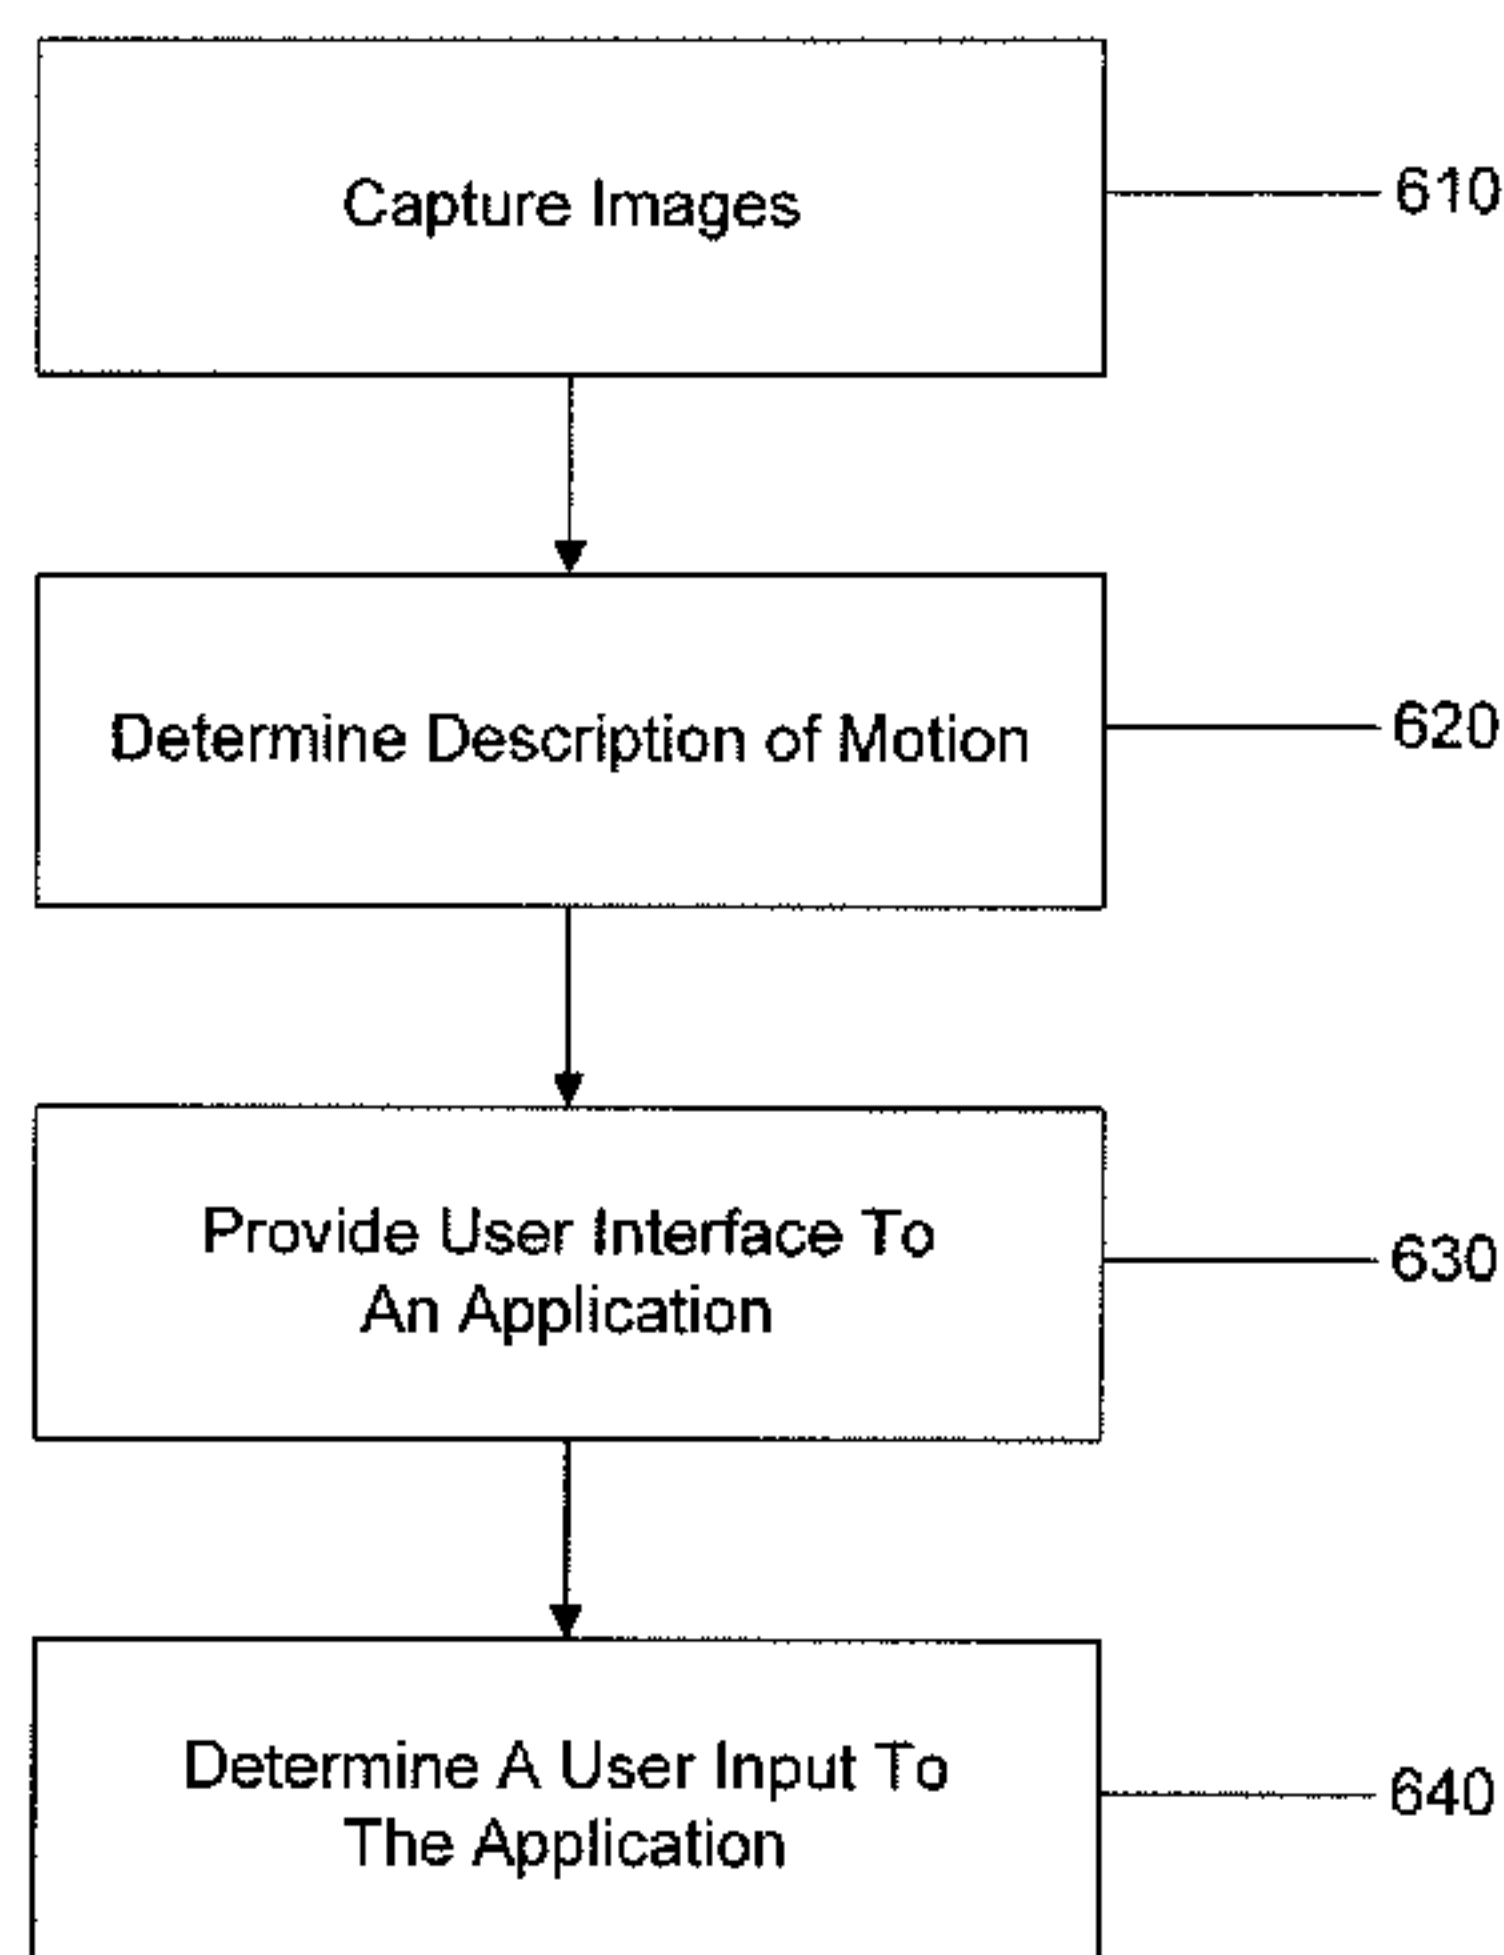 Capture Images
610
Determine Description of Motion
620
Provide User Interface To
An Application
630
Determine A User Input To
The Application
640